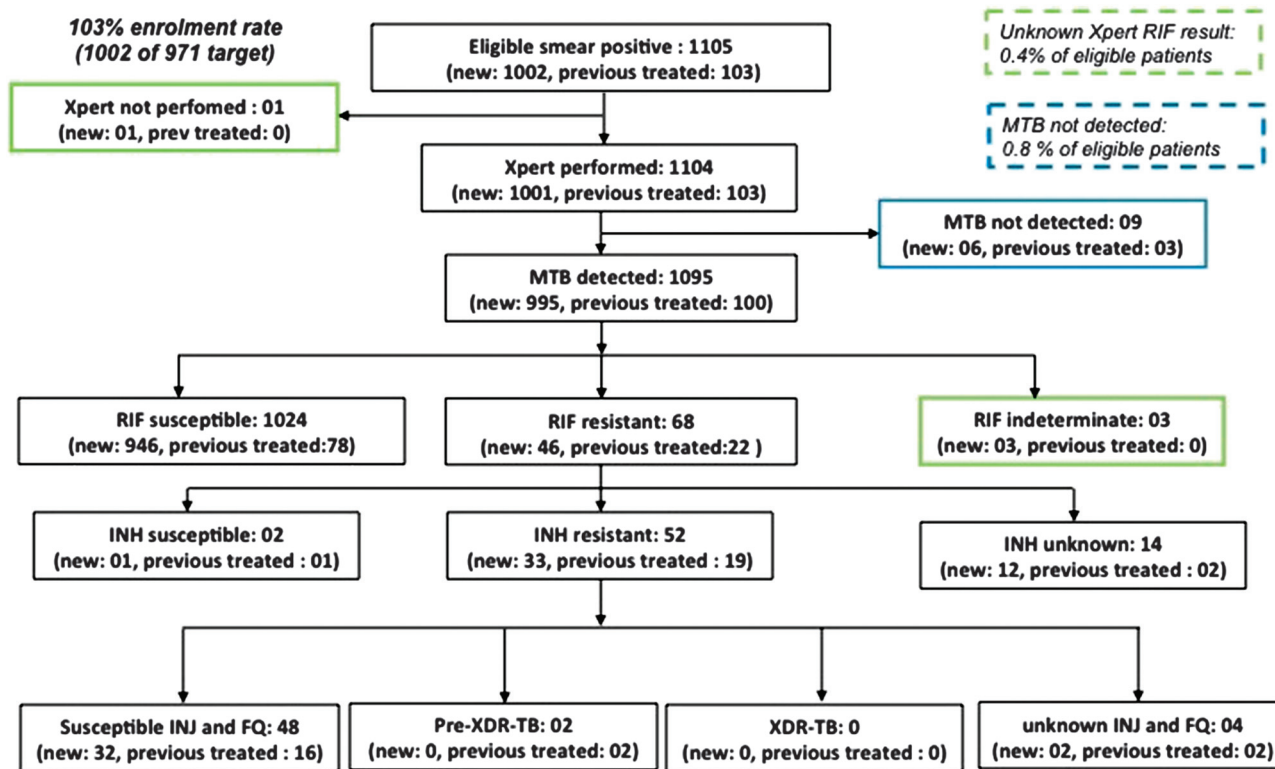 103% enrolment rate
(1002 of 971 target)
Eligible smear positive : 1105
(new: 1002, previous treated: 103)
Unknown Xpert RIF result:
0.4% of eligible patients
Xpert not perfomed : 01
(new: 01, prev treated: 0)
MTB not detected:
0.8 % of eligible patients
Xpert performed: 1104
(new: 1001, previous treated: 103)
MTB not detected: 09
(new: 06, previous treated: 03)
MTB detected: 1095
(new: 995, previous treated: 100)
RIF susceptible: 1024
(new: 946, previous treated:78)
RIF resistant: 68
(new: 46, previous treated:22 )
RIF indeterminate: 03
(new: 03, previous treated: 0)
INH susceptible: 02
(new: 01, previous treated : 01)
INH resistant: 52
(new: 33, previous treated : 19)
INH unknown: 14
(new: 12, previous treated : 02)
Susceptible INJ and FQ: 48
(new: 32, previous treated : 16)
Pre-XDR-TB: 02
(new: 0, previous treated: 02)
XDR-TB: 0
(new: 0, previous treated : 0)
unknown INJ and FQ: 04
(new: 02, previous treated: 02)